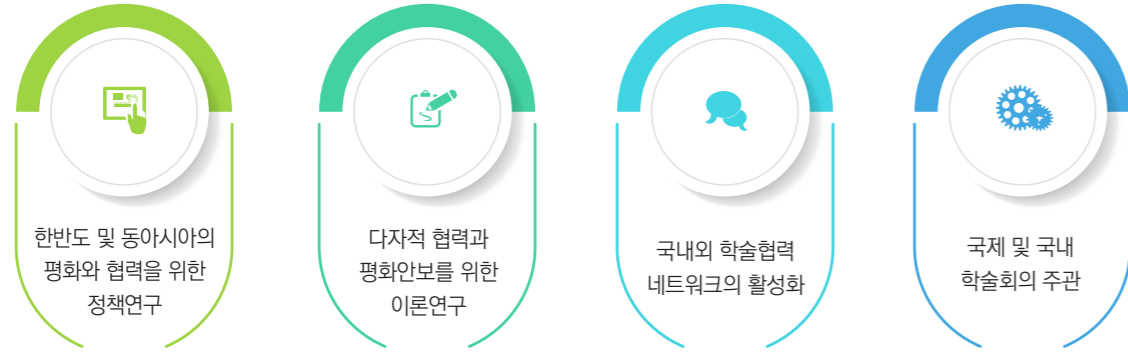 한반도 및 동아시아의
평화와 협력을 위한
정책연구
다자적 협력과
평화안보를 위한
이론연구
국내외 학술협력
네트워크의 활성화
국제 및 국내
학술회의 주관